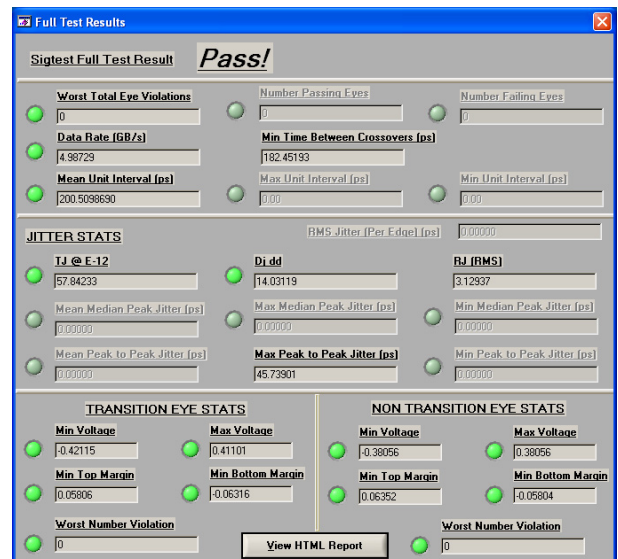 Full Test Results
Sigtest Full Test Result Pass!
Worst Total Eye Violations Number Passing Eyes Number Failing Eyes
0 0 0
Data Rate (GB/s) Min Time Between Crossovers (ps)
4.98729 182.45193
Mean Unit Interval (ps) Max Unit Interval (ps) Min Unit Interval (ps)
200.5098690 0.00 0.00
JITTER STATS RMS Jitter (Per Edge) (ps) 0.00000
TJ @ E-12 Dj dd RJ (RMS)
57.84233 14.03119 3.12937
Mean Median Peak Jitter (ps) Max Median Peak Jitter (ps) Min Median Peak Jitter (ps)
0.00000 0.00000 0.00000
Mean Peak to Peak Jitter (ps) Max Peak to Peak Jitter (ps) Min Peak to Peak Jitter (ps)
0.00000 45.73901 0.00000
TRANSITION EYE STATS NON TRANSITION EYE STATS
Min Voltage Max Voltage Min Voltage Max Voltage
-0.42115 0.41101 -0.38056 0.38056
Min Top Margin Min Bottom Margin Min Top Margin Min Bottom Margin
0.05806 -0.06316 0.06352 -0.05804
Worst Number Violation Worst Number Violation
0 View HTML Report 0